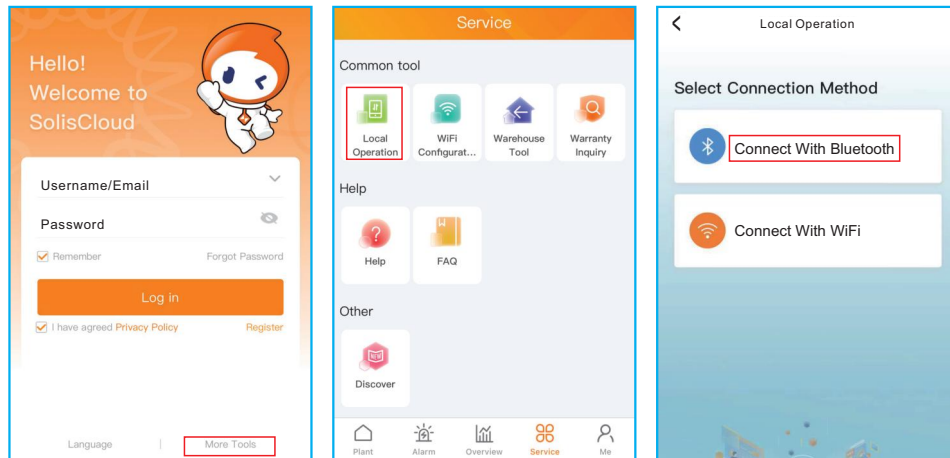 Hello!
Welcome to
SolisCloud
Username/Email
Password
Remember Forgot Password
Log in
I have agreed Privacy Policy Register
Language | More Tools
Service
Common tool
Local
Operation
WiFi
Configurat...
Warehouse
Tool
Warranty
Inquiry
Help
Help
FAQ
Other
Discover
Plant Alarm Overview Service Me
Local Operation
Select Connection Method
Connect With Bluetooth
Connect With WiFi